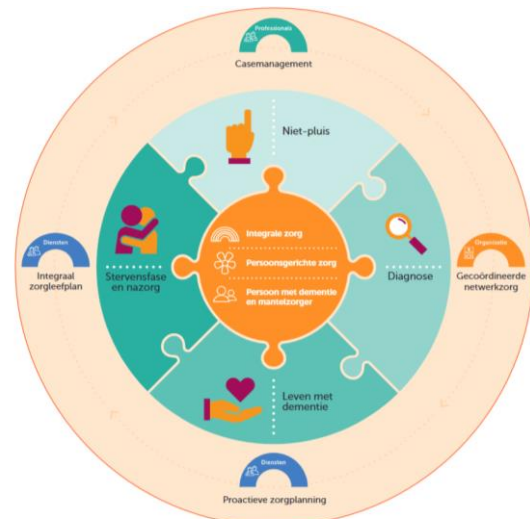 Professionals
Casemanagement
Niet-pluis
Diensten
Integraal
zorgleefplan
Stervensfase
en nazorg
Integrale zorg
Persoonsgerichte zorg
Persoon met dementie
en mantelzorger
Diagnose
Organisatie
Gecoördineerde
netwerkzorg
Leven met
dementie
Diensten
Proactieve zorgplanning